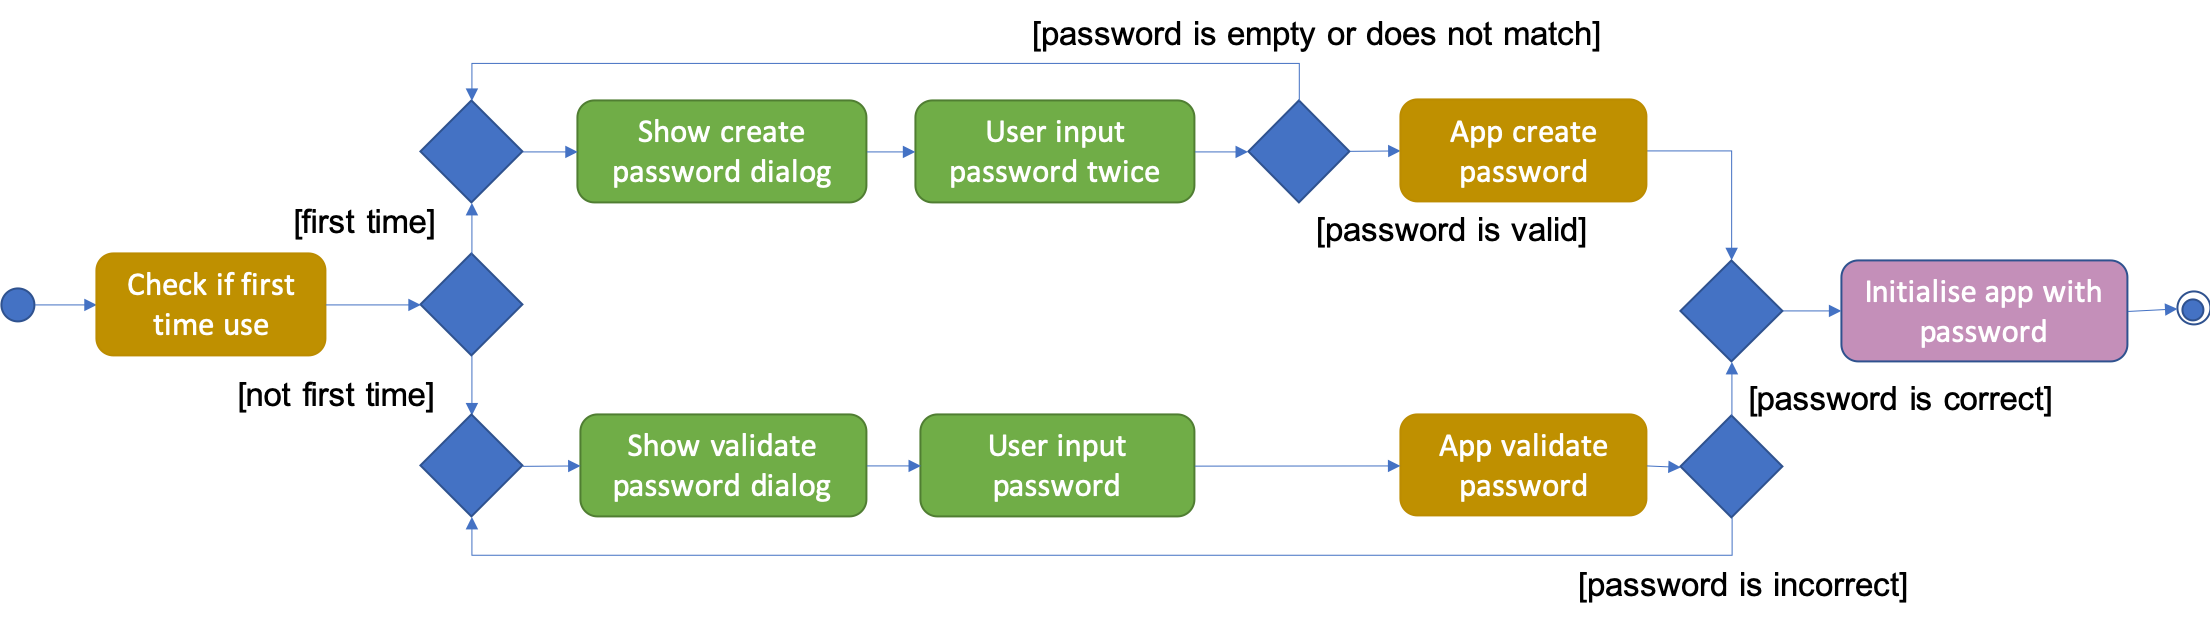 [password is empty or does not match]
Show create
password dialog
User input
password twice
App create
password
[first time]
[password is valid]
Check if first
time use
Initialise app with
password
[not first time]
[password is correct]
Show validate
password dialog
User input
password
App validate
password
[password is incorrect]